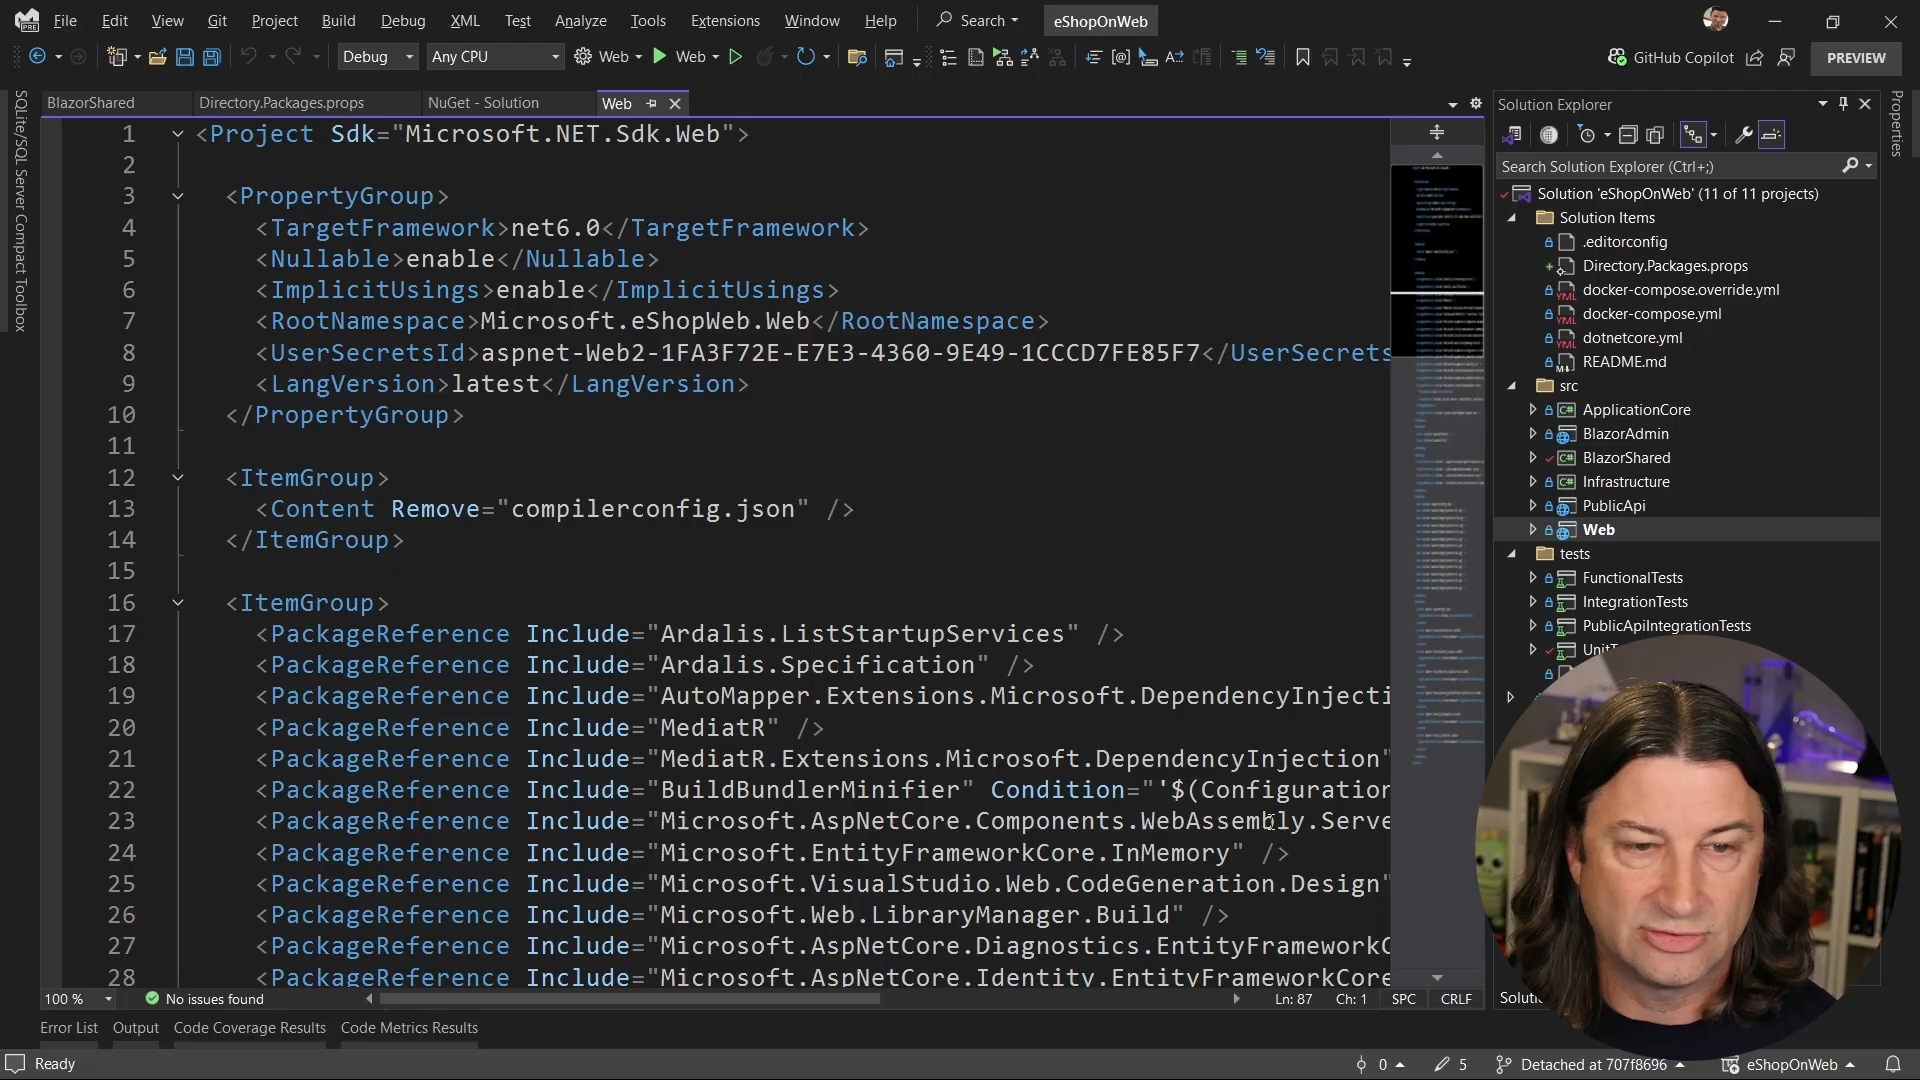 File Edit View Git Project Build Debug XML Test Analyze Tools Extensions Window Help Search eShopOnWeb
PRE
Debug Any CPU Web Web GitHub Copilot PREVIEW
SQLite/SQL Server Compact Toolbox
BlazorShared Directory.Packages.props NuGet - Solution Web
1 <Project Sdk="Microsoft.NET.Sdk.Web">
2
3 <PropertyGroup>
4 <TargetFramework>net6.0</TargetFramework>
5 <Nullable>enable</Nullable>
6 <ImplicitUsings>enable</ImplicitUsings>
7 <RootNamespace>Microsoft.eShopWeb.Web</RootNamespace>
8 <UserSecretsId>aspnet-Web2-1FA3F72E-E7E3-4360-9E49-1CCCD7FE85F7</UserSecrets
9 <LangVersion>latest</LangVersion>
10 </PropertyGroup>
11
12 <ItemGroup>
13 <Content Remove="compilerconfig.json" />
14 </ItemGroup>
15
16 <ItemGroup>
17 <PackageReference Include="Ardalis.ListStartupServices" />
18 <PackageReference Include="Ardalis.Specification" />
19 <PackageReference Include="AutoMapper.Extensions.Microsoft.DependencyInjecti
20 <PackageReference Include="MediatR" />
21 <PackageReference Include="MediatR.Extensions.Microsoft.DependencyInjection"
22 <PackageReference Include="BuildBundlerMinifier" Condition="'$(Configuration
23 <PackageReference Include="Microsoft.AspNetCore.Components.WebAssembly.Serve
24 <PackageReference Include="Microsoft.EntityFrameworkCore.InMemory" />
25 <PackageReference Include="Microsoft.VisualStudio.Web.CodeGeneration.Design"
26 <PackageReference Include="Microsoft.Web.LibraryManager.Build" />
27 <PackageReference Include="Microsoft.AspNetCore.Diagnostics.EntityFrameworkC
28 <PackageReference Include="Microsoft.AspNetCore.Identity.EntityFrameworkCore
100 % No issues found Ln: 87 Ch: 1 SPC CRLF
Solution Explorer
Search Solution Explorer (Ctrl+;)
Solution 'eShopOnWeb' (11 of 11 projects)
Solution Items
.editorconfig
Directory.Packages.props
docker-compose.override.yml
docker-compose.yml
dotnetcore.yml
README.md
src
ApplicationCore
BlazorAdmin
BlazorShared
Infrastructure
PublicApi
Web
tests
FunctionalTests
IntegrationTests
PublicApiIntegrationTests
UnitT
Soluti
Properties
Error List Output Code Coverage Results Code Metrics Results
Ready 0 5 Detached at 707f8696 eShopOnWeb